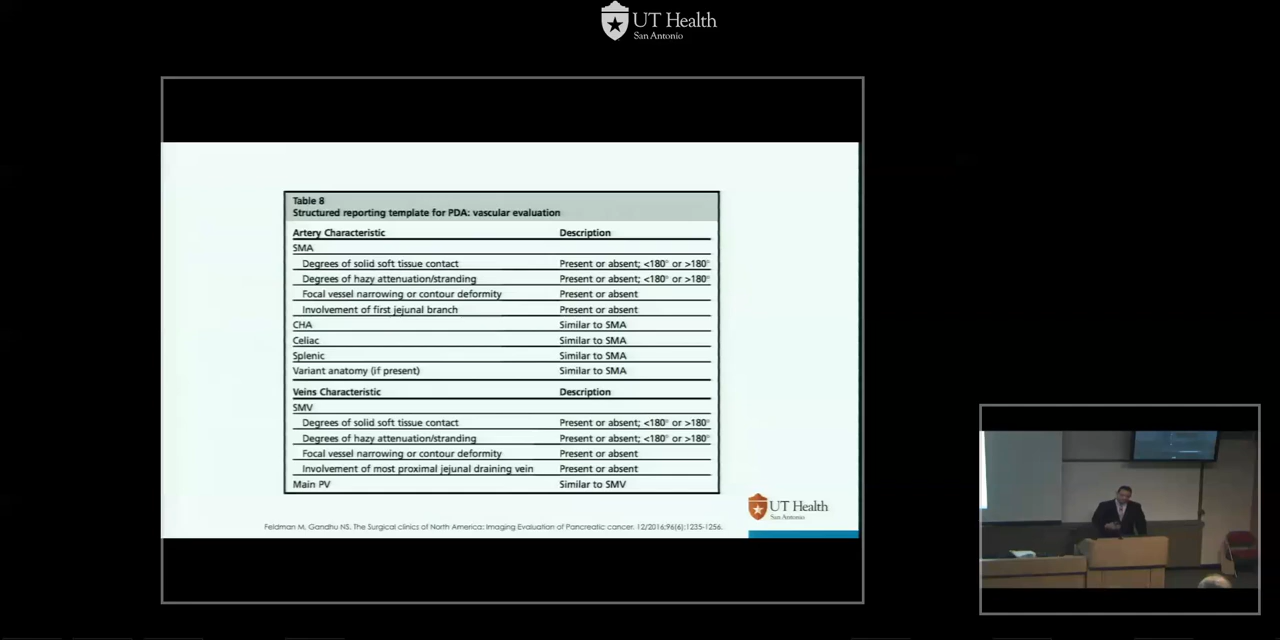 UT Health
San Antonio
Table 8
Structured reporting template for PDA: vascular evaluation
Artery Characteristic Description
SMA
Degrees of solid soft tissue contact Present or absent; <180° or >180°
Degrees of hazy attenuation/stranding Present or absent; <180° or >180°
Focal vessel narrowing or contour deformity Present or absent
Involvement of first jejunal branch Present or absent
CHA Similar to SMA
Celiac Similar to SMA
Splenic Similar to SMA
Variant anatomy (if present) Similar to SMA
Veins Characteristic Description
SMV
Degrees of solid soft tissue contact Present or absent; <180° or >180°
Degrees of hazy attenuation/stranding Present or absent; <180° or >180°
Focal vessel narrowing or contour deformity Present or absent
Involvement of most proximal jejunal draining vein Present or absent
Main PV Similar to SMV
UT Health
San Antonio
Feldman M, Gandhu NS. The Surgical clinics of North America: Imaging Evaluation of Pancreatic cancer. 12/2016;96(6):1235-1256.